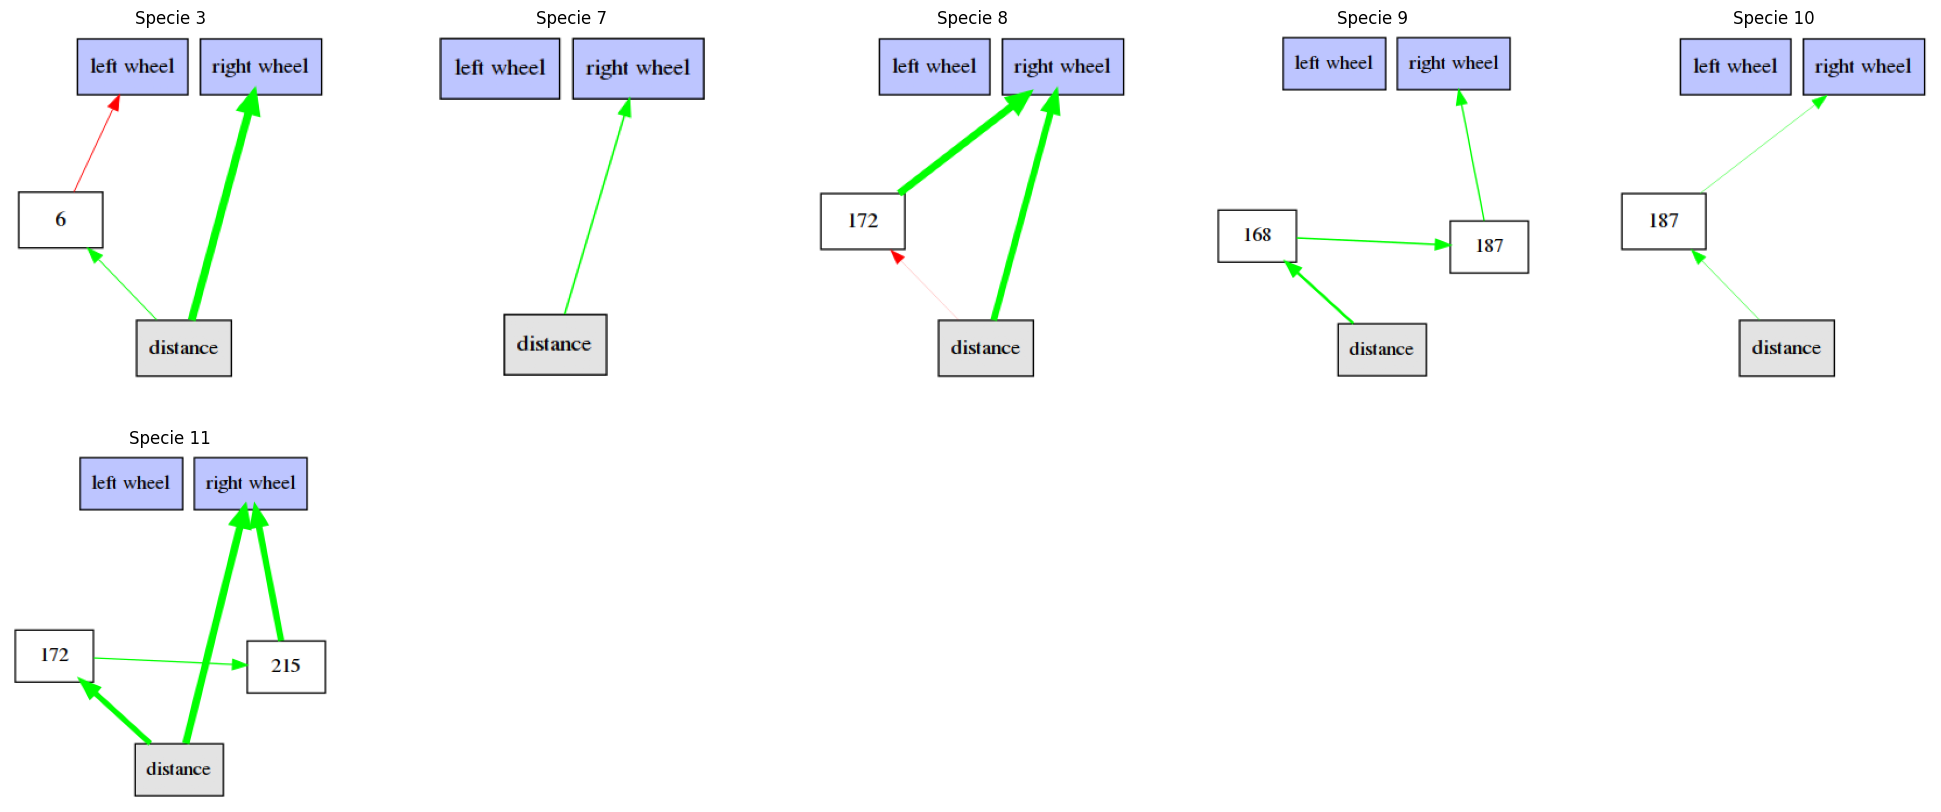 Specie 3
left wheel
right wheel
6
distance
Specie 7
left wheel
right wheel
distance
Specie 8
left wheel
right wheel
172
distance
Specie 9
left wheel
right wheel
168
187
distance
Specie 10
left wheel
right wheel
187
distance
Specie 11
left wheel
right wheel
172
215
distance